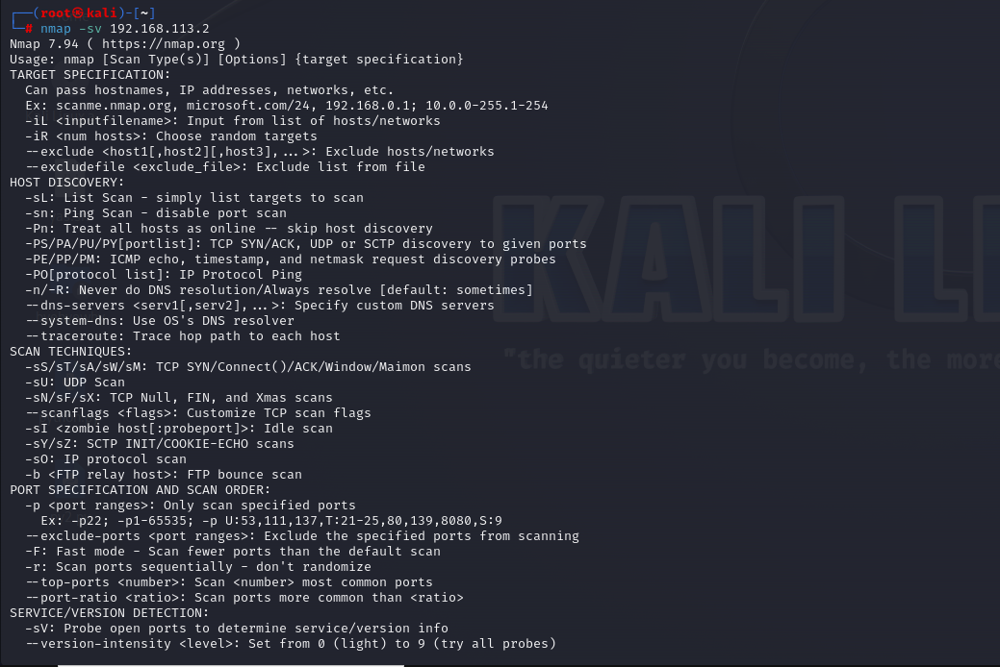 ┌──(root㉿kali)-[~]
└─# nmap -sv 192.168.113.2
Nmap 7.94 ( https://nmap.org )
Usage: nmap [Scan Type(s)] [Options] {target specification}
TARGET SPECIFICATION:
  Can pass hostnames, IP addresses, networks, etc.
  Ex: scanme.nmap.org, microsoft.com/24, 192.168.0.1; 10.0.0-255.1-254
  -iL <inputfilename>: Input from list of hosts/networks
  -iR <num hosts>: Choose random targets
  --exclude <host1[,host2][,host3],...>: Exclude hosts/networks
  --excludefile <exclude_file>: Exclude list from file
HOST DISCOVERY:
  -sL: List Scan - simply list targets to scan
  -sn: Ping Scan - disable port scan
  -Pn: Treat all hosts as online -- skip host discovery
  -PS/PA/PU/PY[portlist]: TCP SYN/ACK, UDP or SCTP discovery to given ports
  -PE/PP/PM: ICMP echo, timestamp, and netmask request discovery probes
  -PO[protocol list]: IP Protocol Ping
  -n/-R: Never do DNS resolution/Always resolve [default: sometimes]
  --dns-servers <serv1[,serv2],...>: Specify custom DNS servers
  --system-dns: Use OS's DNS resolver
  --traceroute: Trace hop path to each host
SCAN TECHNIQUES:
  -sS/sT/sA/sW/sM: TCP SYN/Connect()/ACK/Window/Maimon scans
  -sU: UDP Scan
  -sN/sF/sX: TCP Null, FIN, and Xmas scans
  --scanflags <flags>: Customize TCP scan flags
  -sI <zombie host[:probeport]>: Idle scan
  -sY/sZ: SCTP INIT/COOKIE-ECHO scans
  -sO: IP protocol scan
  -b <FTP relay host>: FTP bounce scan
PORT SPECIFICATION AND SCAN ORDER:
  -p <port ranges>: Only scan specified ports
    Ex: -p22; -p1-65535; -p U:53,111,137,T:21-25,80,139,8080,S:9
  --exclude-ports <port ranges>: Exclude the specified ports from scanning
  -F: Fast mode - Scan fewer ports than the default scan
  -r: Scan ports sequentially - don't randomize
  --top-ports <number>: Scan <number> most common ports
  --port-ratio <ratio>: Scan ports more common than <ratio>
SERVICE/VERSION DETECTION:
  -sV: Probe open ports to determine service/version info
  --version-intensity <level>: Set from 0 (light) to 9 (try all probes)
KALI LI
"the quieter you become, the more